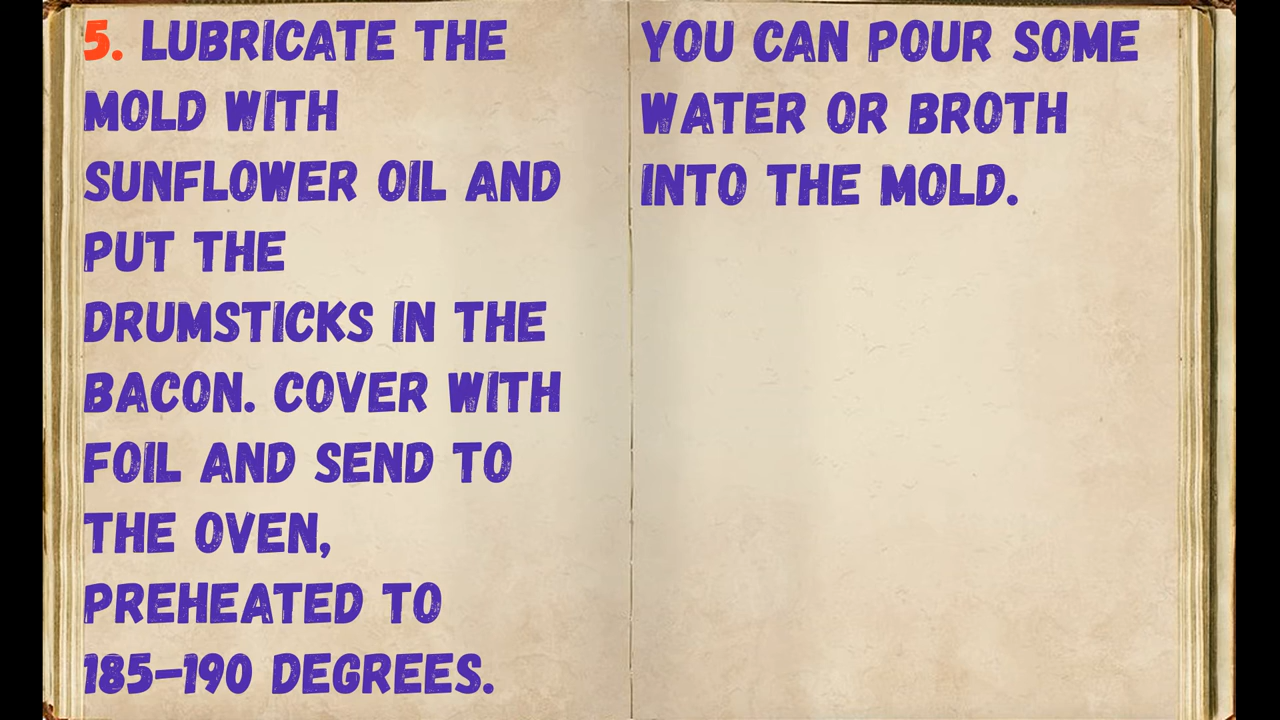 5. LUBRICATE THE
MOLD WITH
SUNFLOWER OIL AND
PUT THE
DRUMSTICKS IN THE
BACON. COVER WITH
FOIL AND SEND TO
THE OVEN,
PREHEATED TO
185–190 DEGREES.
YOU CAN POUR SOME
WATER OR BROTH
INTO THE MOLD.